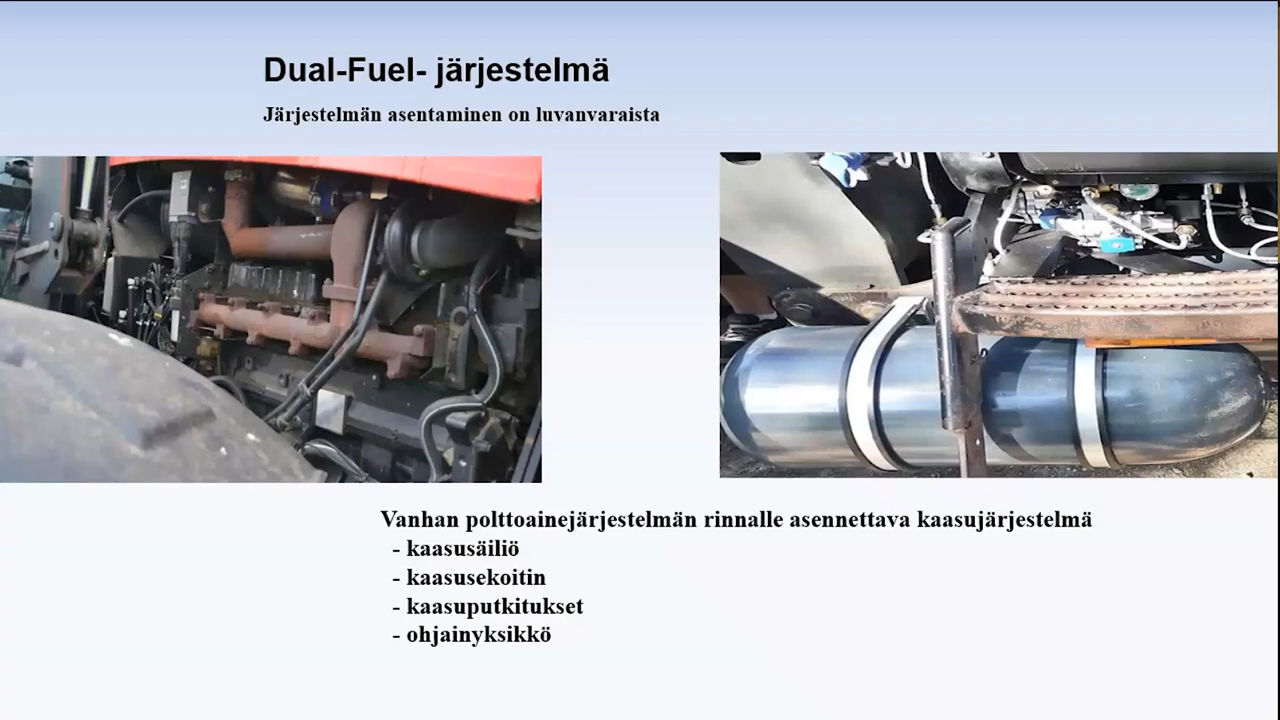 Dual-Fuel- järjestelmä
Järjestelmän asentaminen on luvanvaraista
Vanhan polttoainejärjestelmän rinnalle asennettava kaasujärjestelmä
- kaasusäiliö
- kaasusekoitin
- kaasuputkitukset
- ohjainyksikkö